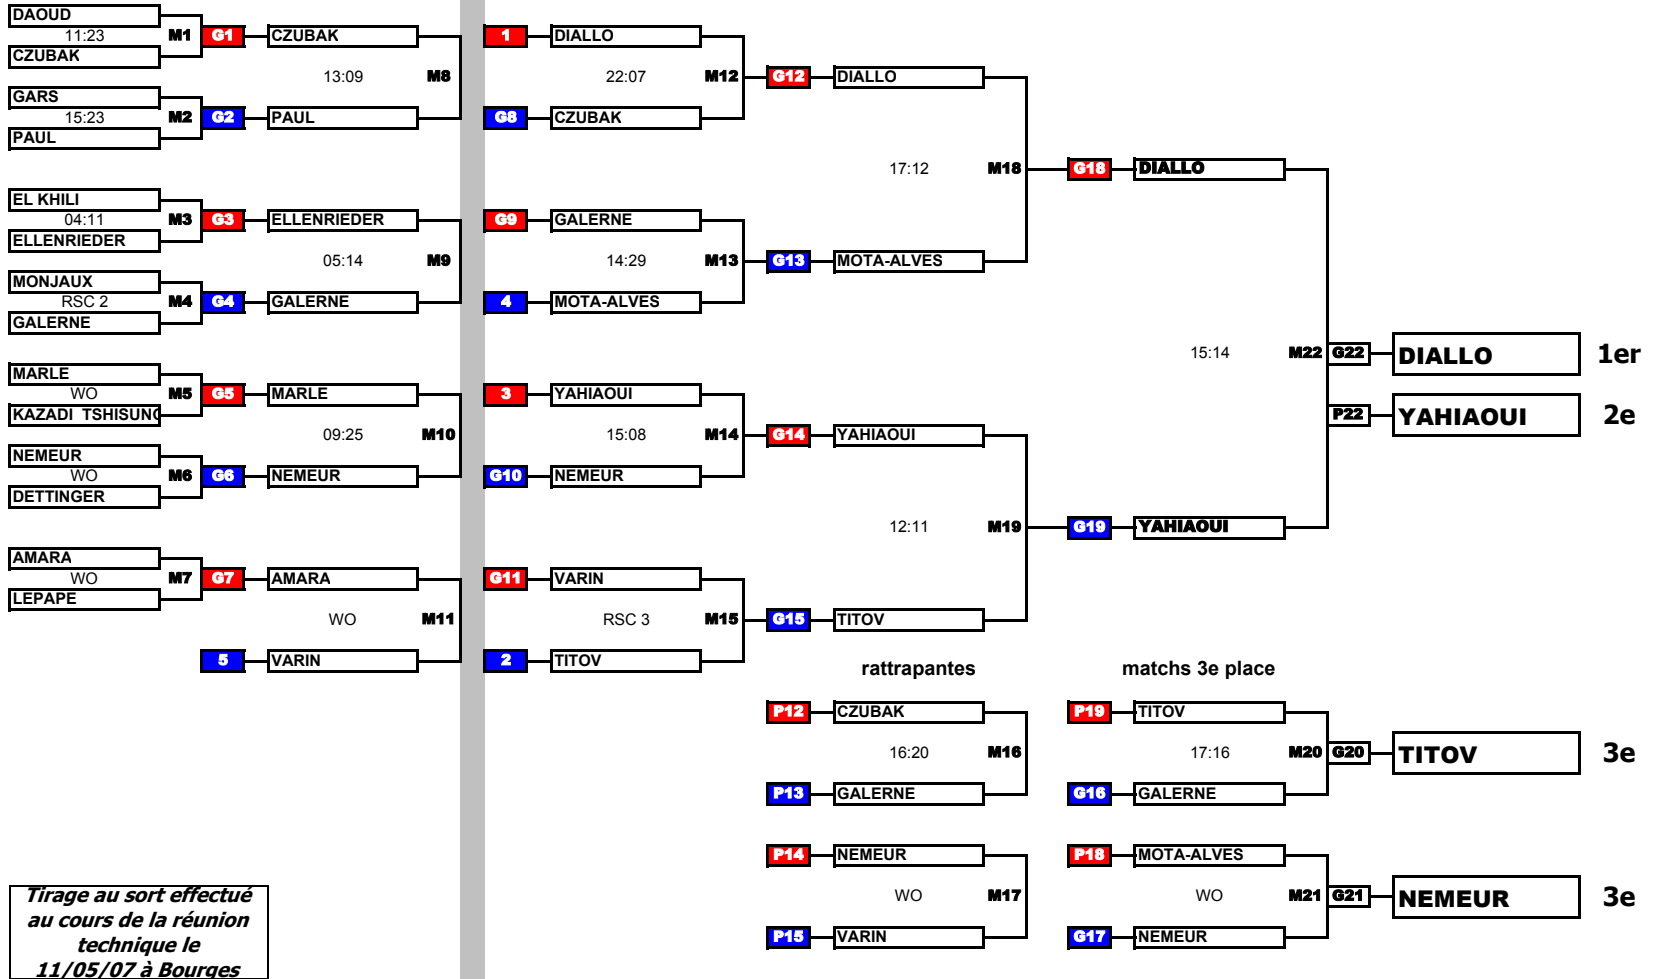 DAOUD
11:23
CZUBAK
M1
G1
CZUBAK
13:09
M8
GARS
15:23
PAUL
M2
G2
PAUL
EL KHILI
04:11
ELLENRIEDER
M3
G3
ELLENRIEDER
05:14
M9
MONJAUX
RSC 2
GALERNE
M4
G4
GALERNE
MARLE
WO
KAZADI TSHISUN
M5
G5
MARLE
09:25
M10
NEMEUR
WO
DETTINGER
M6
G6
NEMEUR
AMARA
WO
LEPAPE
M7
G7
AMARA
WO
M11
5
VARIN
1
DIALLO
22:07
M12
G8
CZUBAK
G9
GALERNE
14:29
M13
4
MOTA-ALVES
3
YAHIAOUI
15:08
M14
G10
NEMEUR
G11
VARIN
RSC 3
M15
2
TITOV
G12
DIALLO
17:12
M18
G13
MOTA-ALVES
G14
YAHIAOUI
12:11
M19
G15
TITOV
G18
DIALLO
15:14
M22
G19
YAHIAOUI
G22
DIALLO
1er
P22
YAHIAOUI
2e
rattrapantes
P12
CZUBAK
16:20
M16
P13
GALERNE
P14
NEMEUR
WO
M17
P15
VARIN
matchs 3e place
P19
TITOV
17:16
M20
G16
GALERNE
G20
TITOV
3e
P18
MOTA-ALVES
WO
M21
G17
NEMEUR
G21
NEMEUR
3e
Tirage au sort effectué
au cours de la réunion
technique le
11/05/07 à Bourges